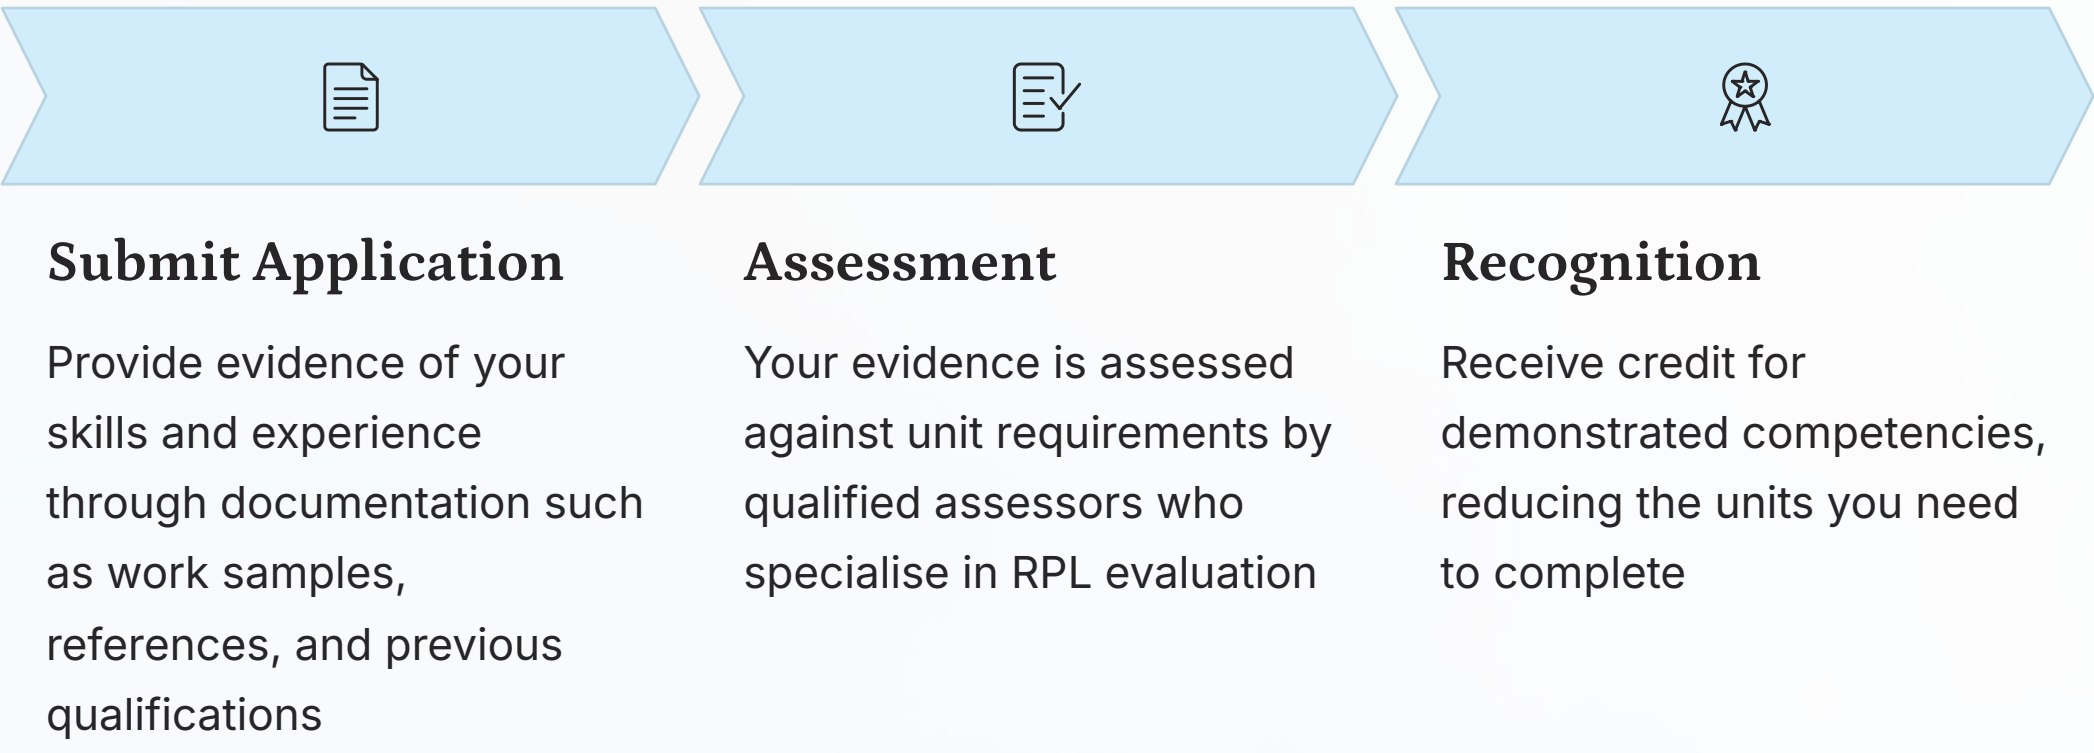 Submit Application
Provide evidence of your
skills and experience
through documentation such
as work samples,
references, and previous
qualifications
Assessment
Your evidence is assessed
against unit requirements by
qualified assessors who
specialise in RPL evaluation
Recognition
Receive credit for
demonstrated competencies,
reducing the units you need
to complete